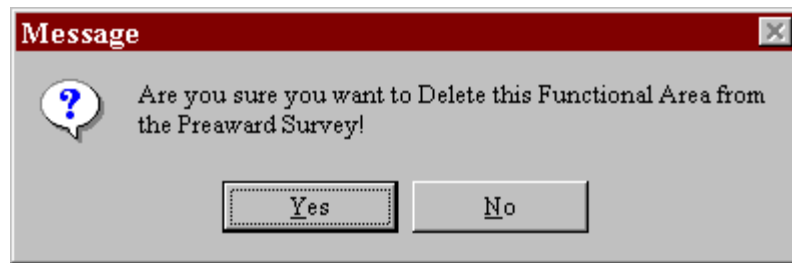 Message
Are you sure you want to Delete this Functional Area from
the Preaward Survey!
Yes
No